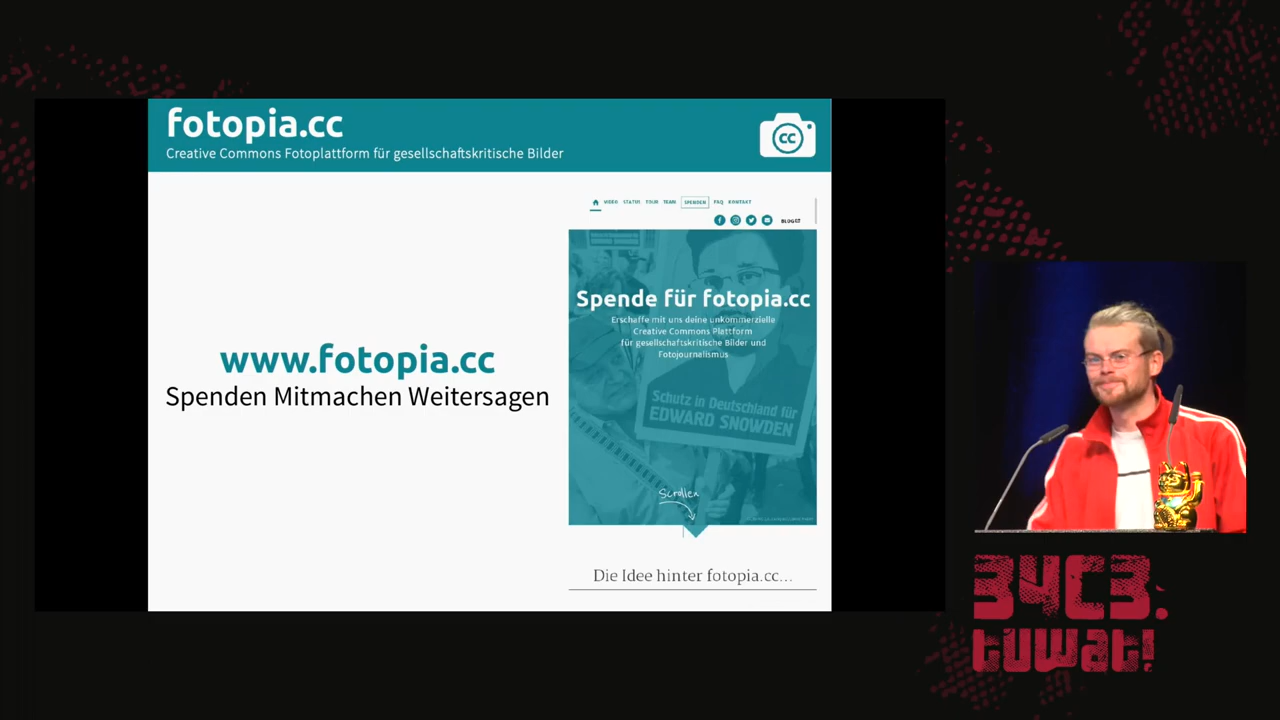 fotopia.cc
Creative Commons Fotoplattform für gesellschaftskritische Bilder
cc
VIDEO STATUS TOUR TEAM SPENDEN FAQ KONTAKT
BLOG
Spende für fotopia.cc
Erschaffe mit uns deine unkommerzielle
Creative Commons Plattform
für gesellschaftskritische Bilder und
Fotojournalismus
www.fotopia.cc
Spenden Mitmachen Weitersagen
Schutz in Deutschland für
EDWARD SNOWDEN
Scrollen
Die Idee hinter fotopia.cc...
34C3.
tuwat!